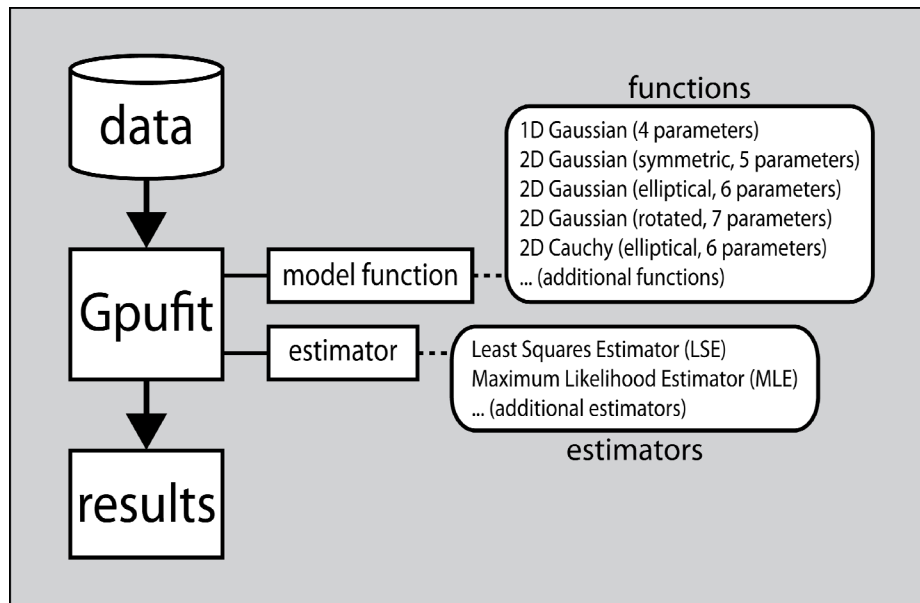 data
functions
1D Gaussian (4 parameters)
2D Gaussian (symmetric, 5 parameters)
2D Gaussian (elliptical, 6 parameters)
2D Gaussian (rotated, 7 parameters)
2D Cauchy (elliptical, 6 parameters)
... (additional functions)
Gpufit
model function
estimator
Least Squares Estimator (LSE)
Maximum Likelihood Estimator (MLE)
... (additional estimators)
estimators
results